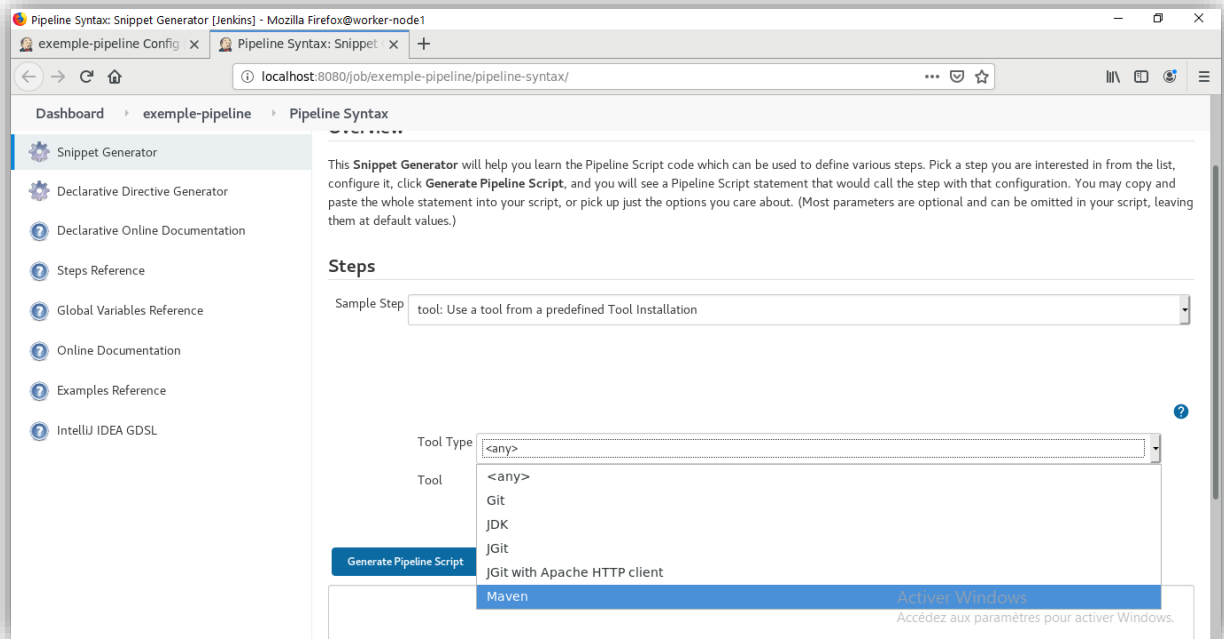 Pipeline Syntax: Snippet Generator [Jenkins] - Mozilla Firefox@worker-node1
exemple-pipeline Config
Pipeline Syntax: Snippet
localhost:8080/job/exemple-pipeline/pipeline-syntax/
Dashboard
exemple-pipeline
Pipeline Syntax
Snippet Generator
Declarative Directive Generator
Declarative Online Documentation
Steps Reference
Global Variables Reference
Online Documentation
Examples Reference
IntelliJ IDEA GDSL
Overview
This Snippet Generator will help you learn the Pipeline Script code which can be used to define various steps. Pick a step you are interested in from the list,
configure it, click Generate Pipeline Script, and you will see a Pipeline Script statement that would call the step with that configuration. You may copy and
paste the whole statement into your script, or pick up just the options you care about. (Most parameters are optional and can be omitted in your script, leaving
them at default values.)
Steps
Sample Step
tool: Use a tool from a predefined Tool Installation
Tool Type
<any>
Tool
<any>
Git
JDK
JGit
JGit with Apache HTTP client
Maven
Generate Pipeline Script
Activer Windows
Accédez aux paramètres pour activer Windows.